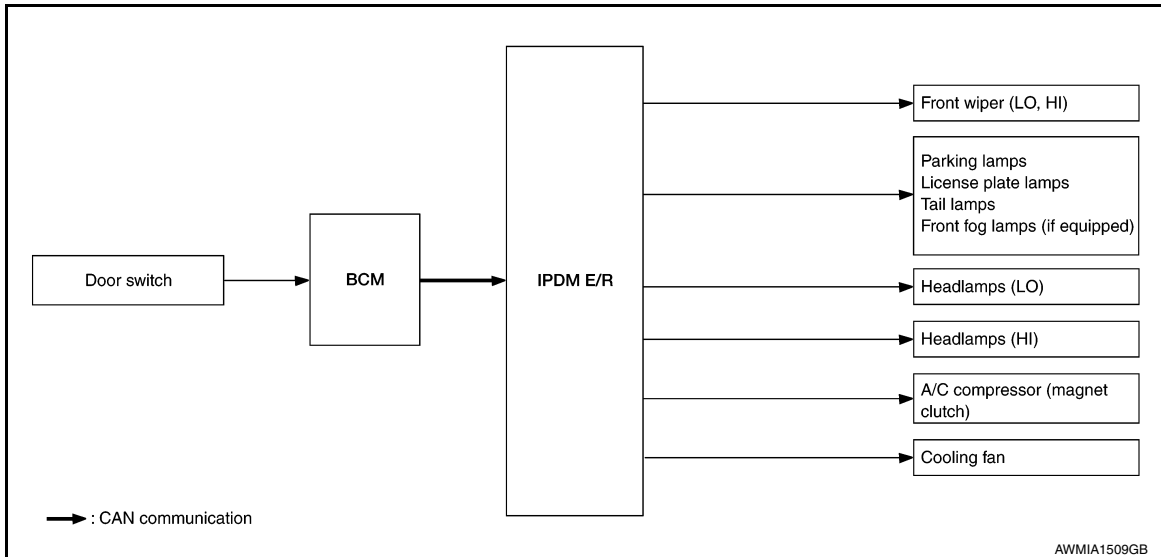 Door switch
BCM
IPDM E/R
Front wiper (LO, HI)
Parking lamps
License plate lamps
Tail lamps
Front fog lamps (if equipped)
Headlamps (LO)
Headlamps (HI)
A/C compressor (magnet
clutch)
Cooling fan
: CAN communication
AWMIA1509GB